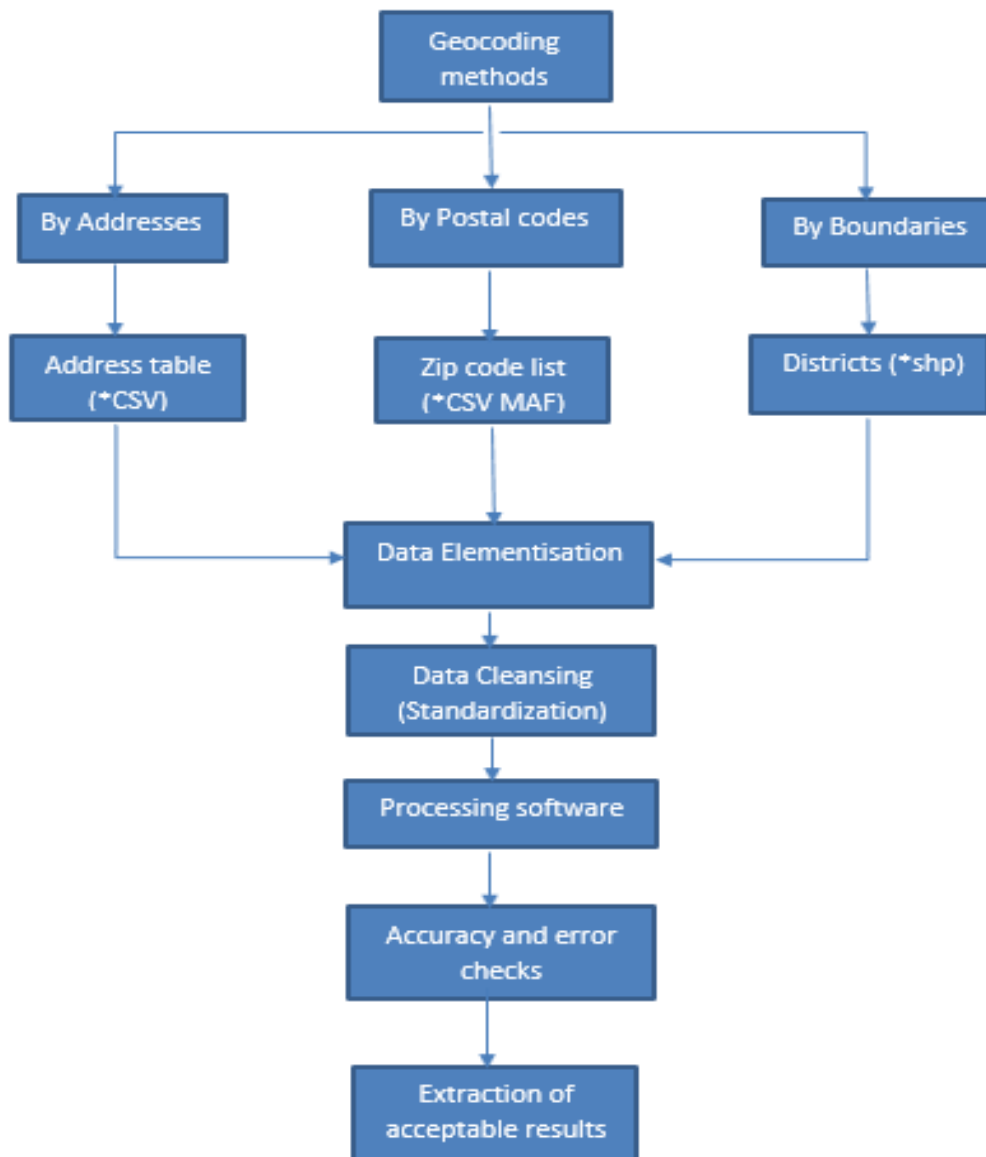 Geocoding
methods
By Addresses
By Postal codes
By Boundaries
Address table
(*CSV)
Zip code list
(*CSV MAF)
Districts (*shp)
Data Elementisation
Data Cleansing
(Standardization)
Processing software
Accuracy and error
checks
Extraction of
acceptable results